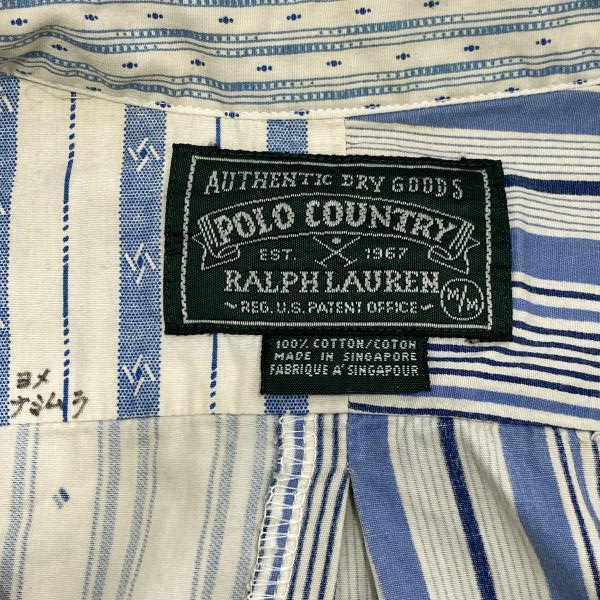 AUTHENTIC DRY GOODS
POLO COUNTRY
EST. 1967
RALPH LAUREN
M/M
~REG. U.S. PATENT OFFICE~
100% COTTON/COTON
MADE IN SINGAPORE
FABRIQUE A' SINGAPOUR
ヨメ
ナミムラ